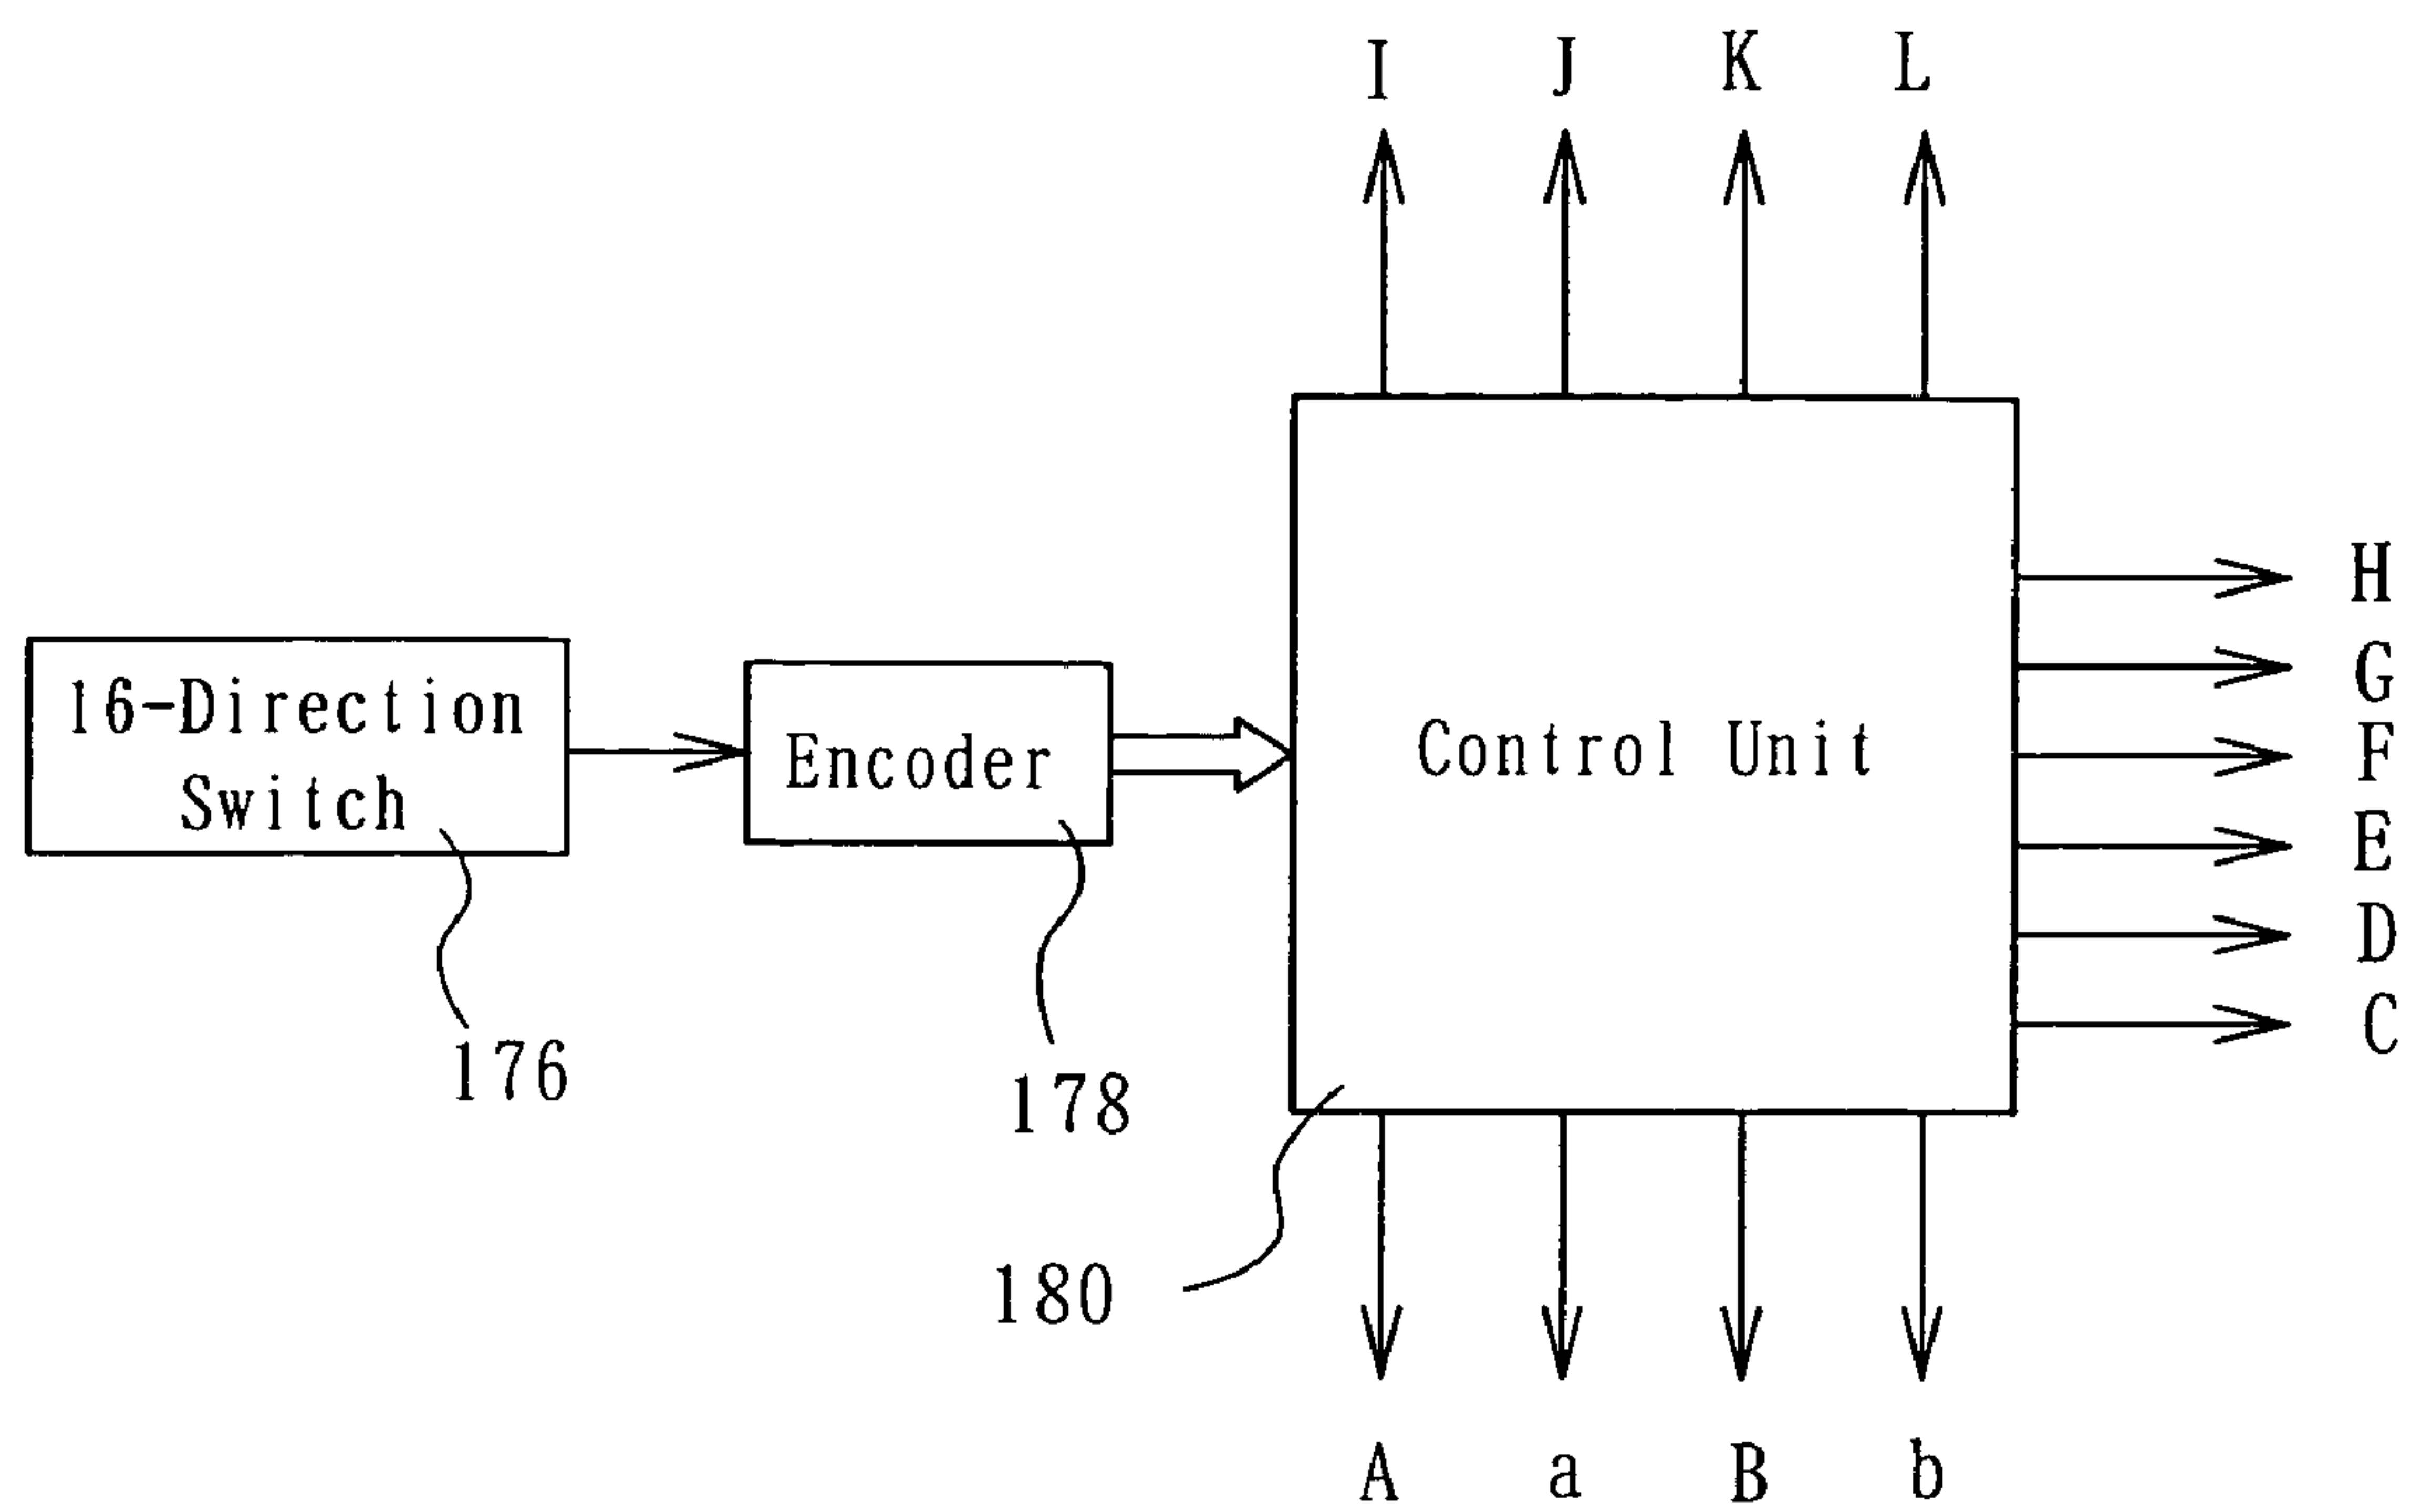 I J K L
H
G
16-Direction
Switch
Encoder
Control Unit
F
E
D
C
176
178
180
A a B b